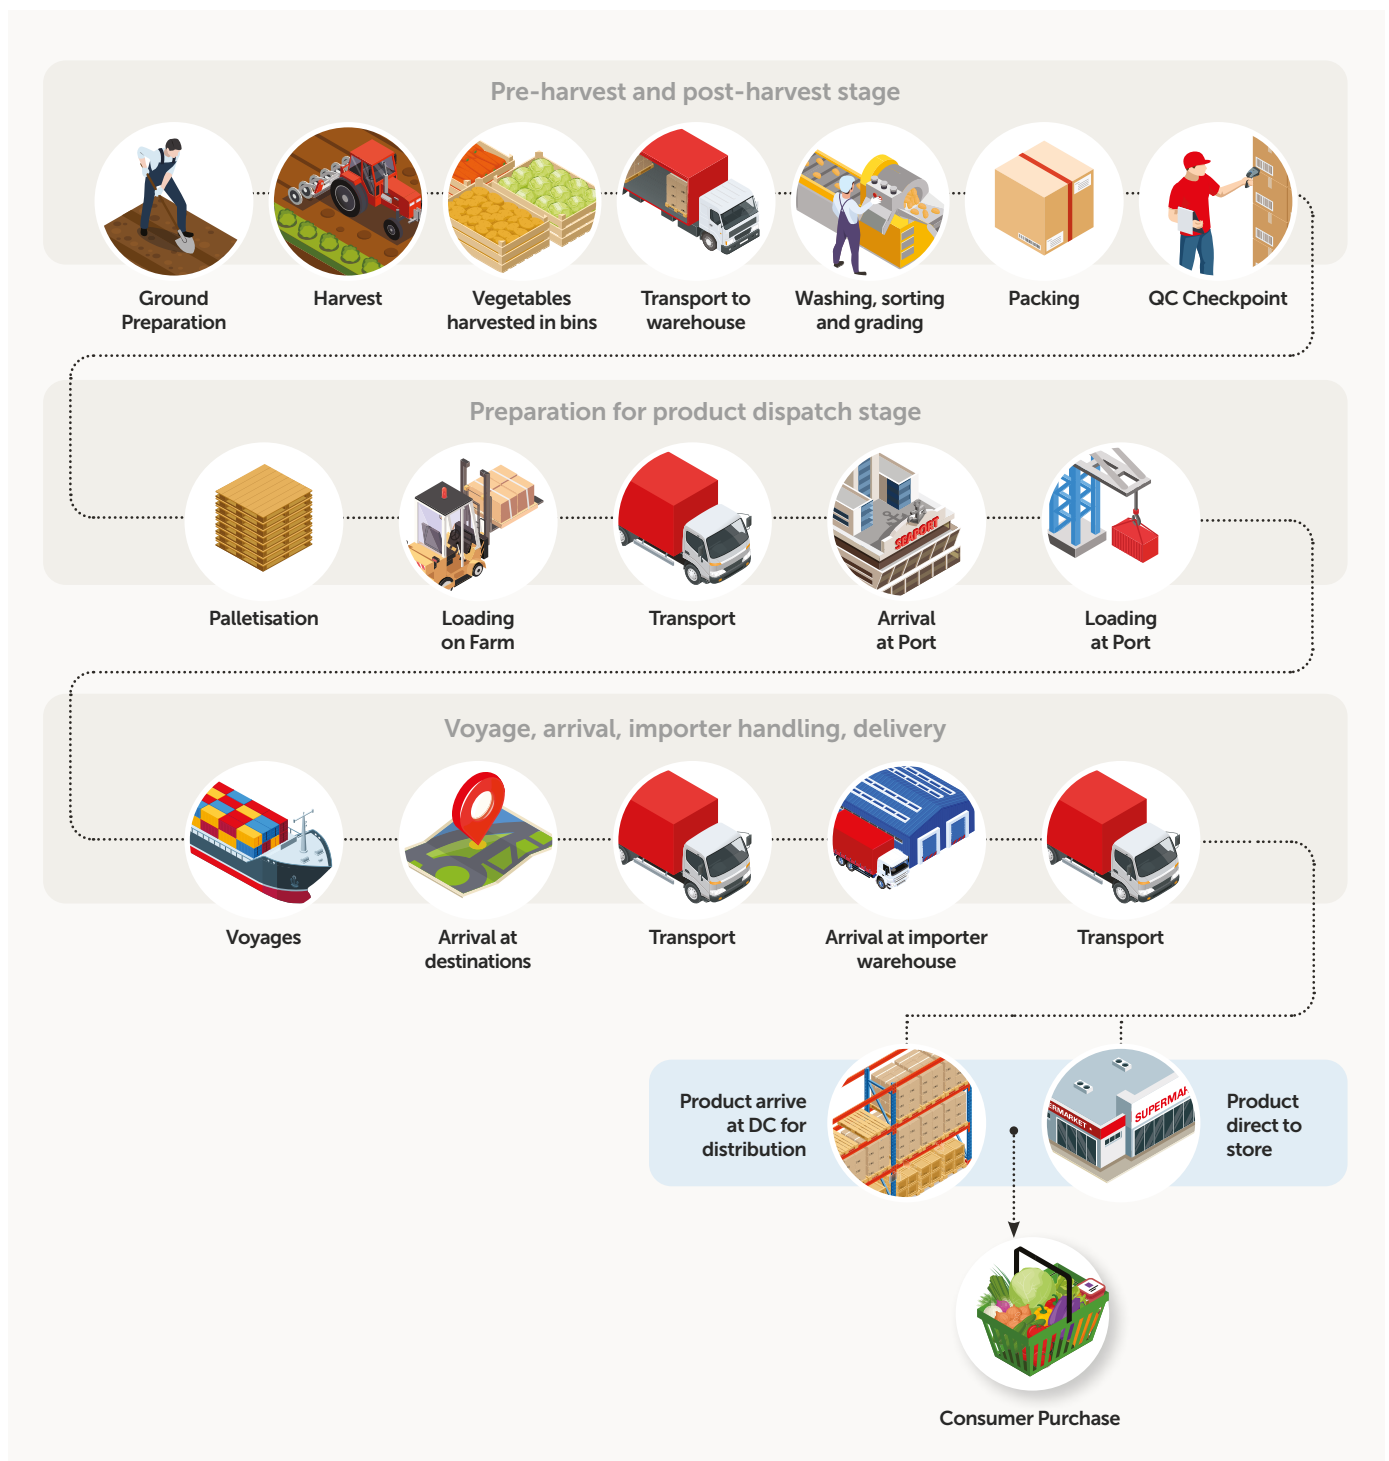 Pre-harvest and post-harvest stage
Ground
Preparation
Harvest
Vegetables
harvested in bins
Transport to
warehouse
Washing, sorting
and grading
Packing
QC Checkpoint
Preparation for product dispatch stage
SEAPORT
Palletisation
Loading
on Farm
Transport
Arrival
at Port
Loading
at Port
Voyage, arrival, importer handling, delivery
Voyages
Arrival at
destinations
Transport
Arrival at importer
warehouse
Transport
Product arrive
at DC for
distribution
ERMARKET
SUPERMAR
Product
direct to
store
Consumer Purchase